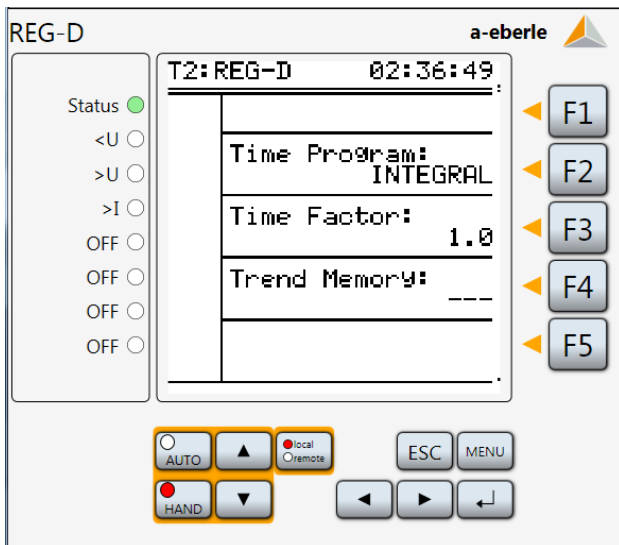 REG-D
a-eberle
T2:REG-D 02:36:49
Status
<U
>U
>I
OFF
OFF
OFF
OFF
Time Program:
INTEGRAL
Time Factor:
1.0
Trend Memory:
---
F1
F2
F3
F4
F5
AUTO
▲
local
remote
ESC
MENU
HAND
▼
◄
►
↵